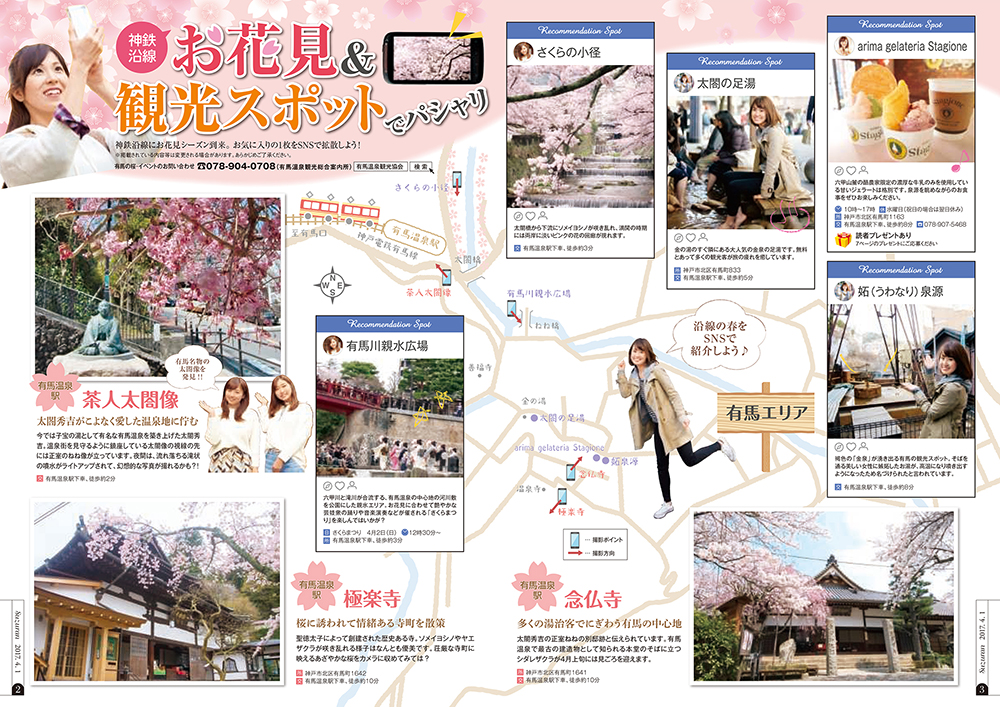 神鉄
沿線
お花見&
観光スポット
でパシャリ
神鉄沿線にお花見シーズン到来。お気に入りの1枚をSNSで拡散しよう!
※掲載されている内容等は変更される場合があります。あらかじめご了承ください。
有馬の桜・イベントのお問い合わせ ☎078-904-0708(有馬温泉観光総合案内所) 有馬温泉観光協会 検索
有馬名物の
太閤像を
発見!!
有馬温泉
駅
茶人太閤像
太閤秀吉がこよなく愛した温泉地に佇む
今では子宝の湯として有名な有馬温泉を築き上げた太閤秀
吉。温泉街を見守るように鎮座している太閤像の視線の先
には正室のねね像が立っています。夜間は、流れ落ちる滝状
の噴水がライトアップされて、幻想的な写真が撮れるかも?!
交 有馬温泉駅下車、徒歩約2分
さくらの小径
至有馬口
神戸電鉄有馬線
有馬温泉駅
太閤橋
茶人太閤像
有馬川親水広場
ねね橋
善福寺
金の湯
太閤の足湯
arima gelateria Stagione
妬泉源
念仏寺
温泉寺
極楽寺
N
W E
S
… 撮影ポイント
… 撮影方向
Recommendation Spot
有馬川親水広場
六甲川と滝川が合流する、有馬温泉の中心地の河川敷
を公園にした親水エリア。お花見に合わせて艶やかな
芸妓衆の踊りや音楽演奏などが催される「さくらまつ
り」を楽しんではいかが?
日 さくらまつり 4月2日(日) 12時30分~
所 有馬温泉駅下車、徒歩約3分
Recommendation Spot
さくらの小径
太閤橋から下流にソメイヨシノが咲き乱れ、満開の時期
には両岸に淡いピンクの花の回廊が現れます。
交 有馬温泉駅下車、徒歩約3分
Recommendation Spot
太閤の足湯
金の湯のすぐ隣にある大人気の金泉の足湯です。無料
とあって多くの観光客が旅の疲れを癒しています。
所 神戸市北区有馬町833
交 有馬温泉駅下車、徒歩約5分
Recommendation Spot
arima gelateria Stagione
六甲山麓の酪農家限定の濃厚な牛乳のみを使用してい
る甘いジェラートは格別です。泉源を眺めながらのお食
事をぜひお楽しみください。
10時~17時 休 水曜日(祝日の場合は翌日休み)
所 神戸市北区有馬町1163
交 有馬温泉駅下車、徒歩約8分 ☎078-907-5468
読者プレゼントあり
7ページのプレゼントにご応募ください
Recommendation Spot
妬(うわなり)泉源
褐色の「金泉」が湧き出る有馬の観光スポット。そばを
通る美しい女性に嫉妬したお湯が、高温になり噴き出す
ようになったため名づけられたと言われています。
交 有馬温泉駅下車、徒歩約8分
沿線の春を
SNSで
紹介しよう♪
有馬エリア
有馬温泉
駅
極楽寺
桜に誘われて情緒ある寺町を散策
聖徳太子によって創建された歴史ある寺。ソメイヨシノやヤエ
ザクラが咲き乱れる様子はなんとも優美です。荘厳な寺町に
映えるあざやかな桜をカメラに収めてみては?
所 神戸市北区有馬町1642
交 有馬温泉駅下車、徒歩約10分
有馬温泉
駅
念仏寺
多くの湯治客でにぎわう有馬の中心地
太閤秀吉の正室ねねの別邸跡と伝えられています。有馬
温泉で最古の建造物として知られる本堂のそばに立つ
シダレザクラが4月上旬には見ごろを迎えます。
所 神戸市北区有馬町1641
交 有馬温泉駅下車、徒歩約10分
Suzuran 2017. 4. 1
2
Suzuran 2017. 4. 1
3